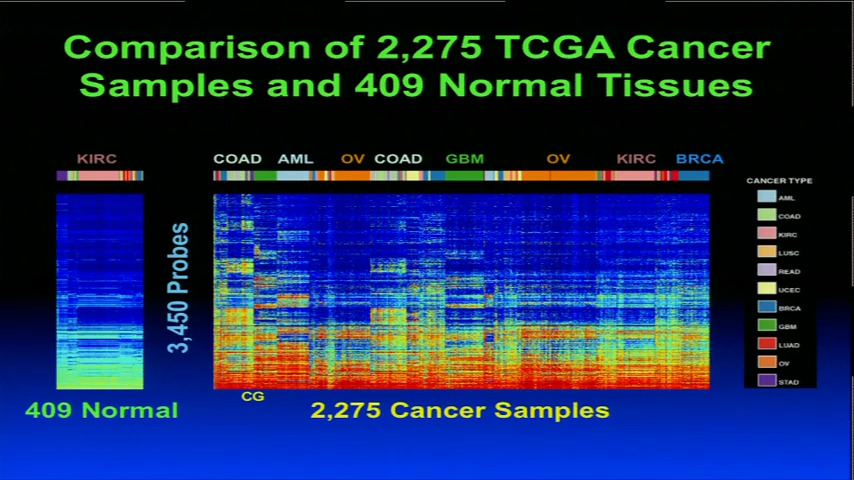 Comparison of 2,275 TCGA Cancer
Samples and 409 Normal Tissues
KIRC
COAD AML OV COAD GBM OV KIRC BRCA
CANCER TYPE
AML
COAD
KIRC
LUSC
READ
UCEC
BRCA
GBM
LUAD
OV
STAD
3,450 Probes
CG
409 Normal
2,275 Cancer Samples